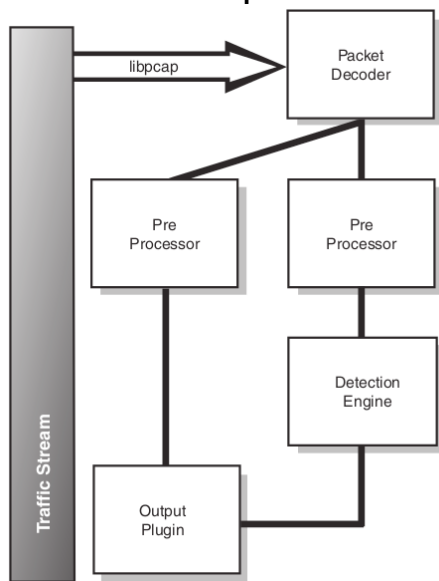 libpcap
Packet
Decoder
Pre
Processor
Pre
Processor
Detection
Engine
Output
Plugin
Traffic Stream